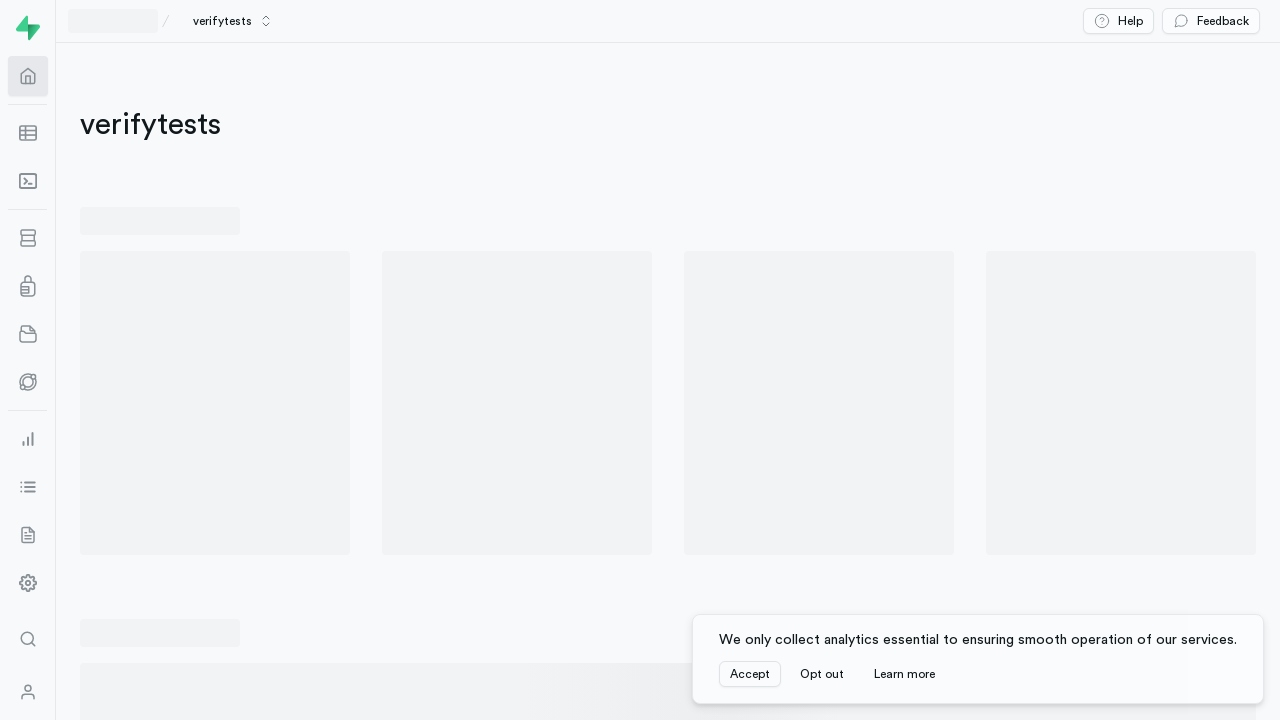 verifytests
Help
Feedback
verifytests
We only collect analytics essential to ensuring smooth operation of our services.
Accept
Opt out
Learn more